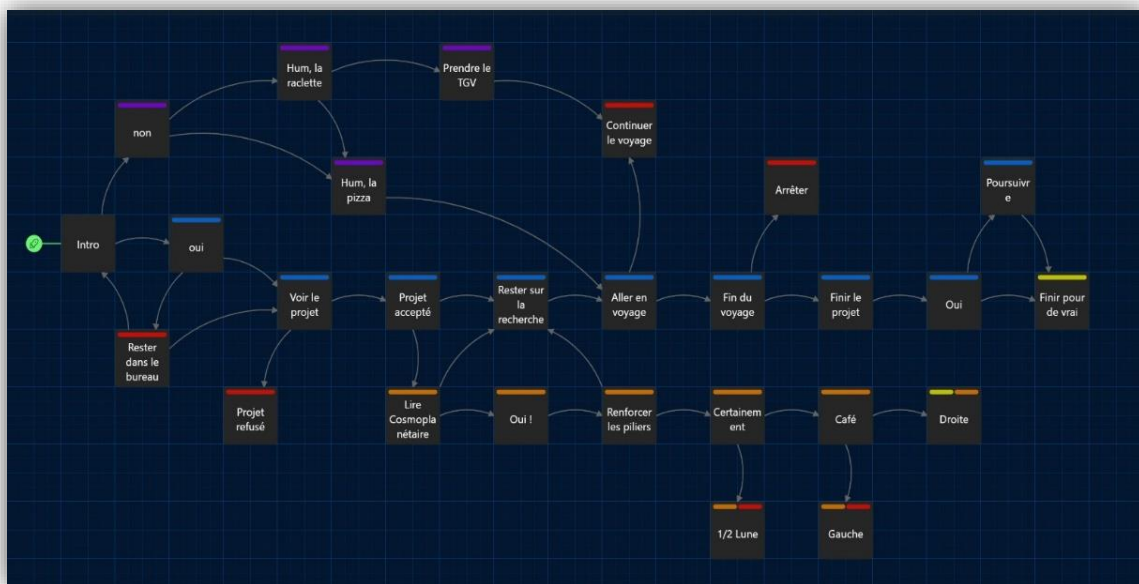 Hum, la
raclette
Prendre le
TGV
non
Continuer
le voyage
Hum, la
pizza
Arrêter
Poursuivr
e
Intro
oui
Voir le
projet
Projet
accepté
Rester sur
la
recherche
Aller en
voyage
Fin du
voyage
Finir le
projet
Oui
Finir pour
de vrai
Rester
dans le
bureau
Projet
refusé
Lire
Cosmopla
nétaire
Oui !
Renforcer
les piliers
Certainem
ent
Café
Droite
1/2 Lune
Gauche